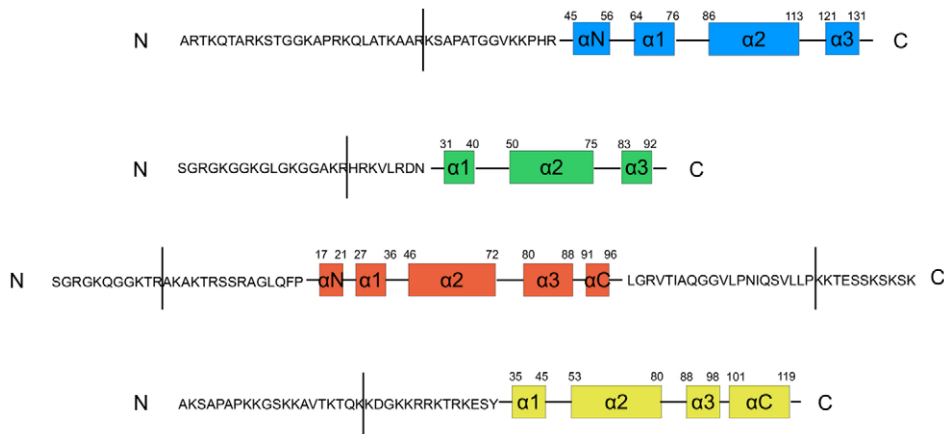 45 56 64 76 86 113 121 131
N ARTKQTARKSTGGKAPRKQLATKAARKSAPATGGVKKPHR αN α1 α2 α3 C
31 40 50 75 83 92
N SGRGKGGKGLGKGGAKRHRKVLRDN α1 α2 α3 C
17 21 27 36 46 72 80 88 91 96
N SGRGKQGGKTRAKAKTRSSRAGLQFP αN α1 α2 α3 αC LGRVTIAQGGVLPNIQSVLLPKKTESSKSKSK C
35 45 53 80 88 98 101 119
N AKSAPAPKKGSKKAVTKTQKKDGKKRRKTRKESY α1 α2 α3 αC C